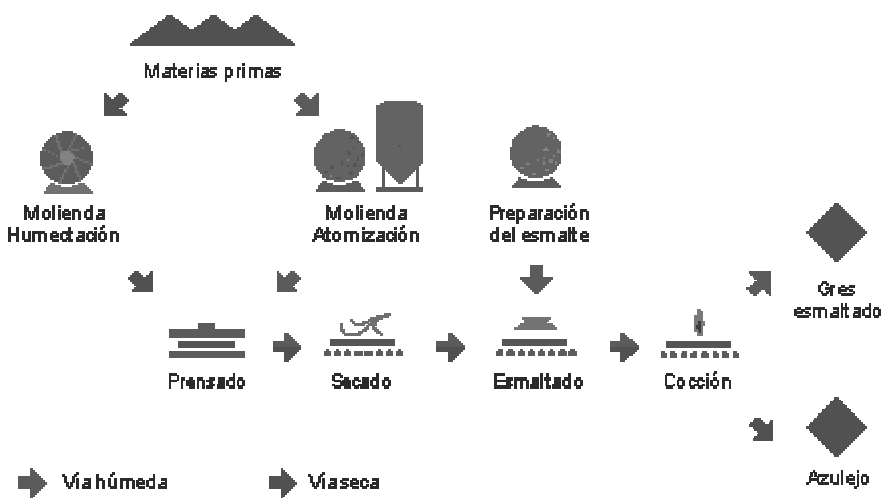 Materias primas
Molienda
Humectación
Molienda
Atomización
Preparación
del esmalte
Gres
esmaltado
Prensado
Secado
Esmaltado
Cocción
Azulejo
Vía húmeda
Vía seca